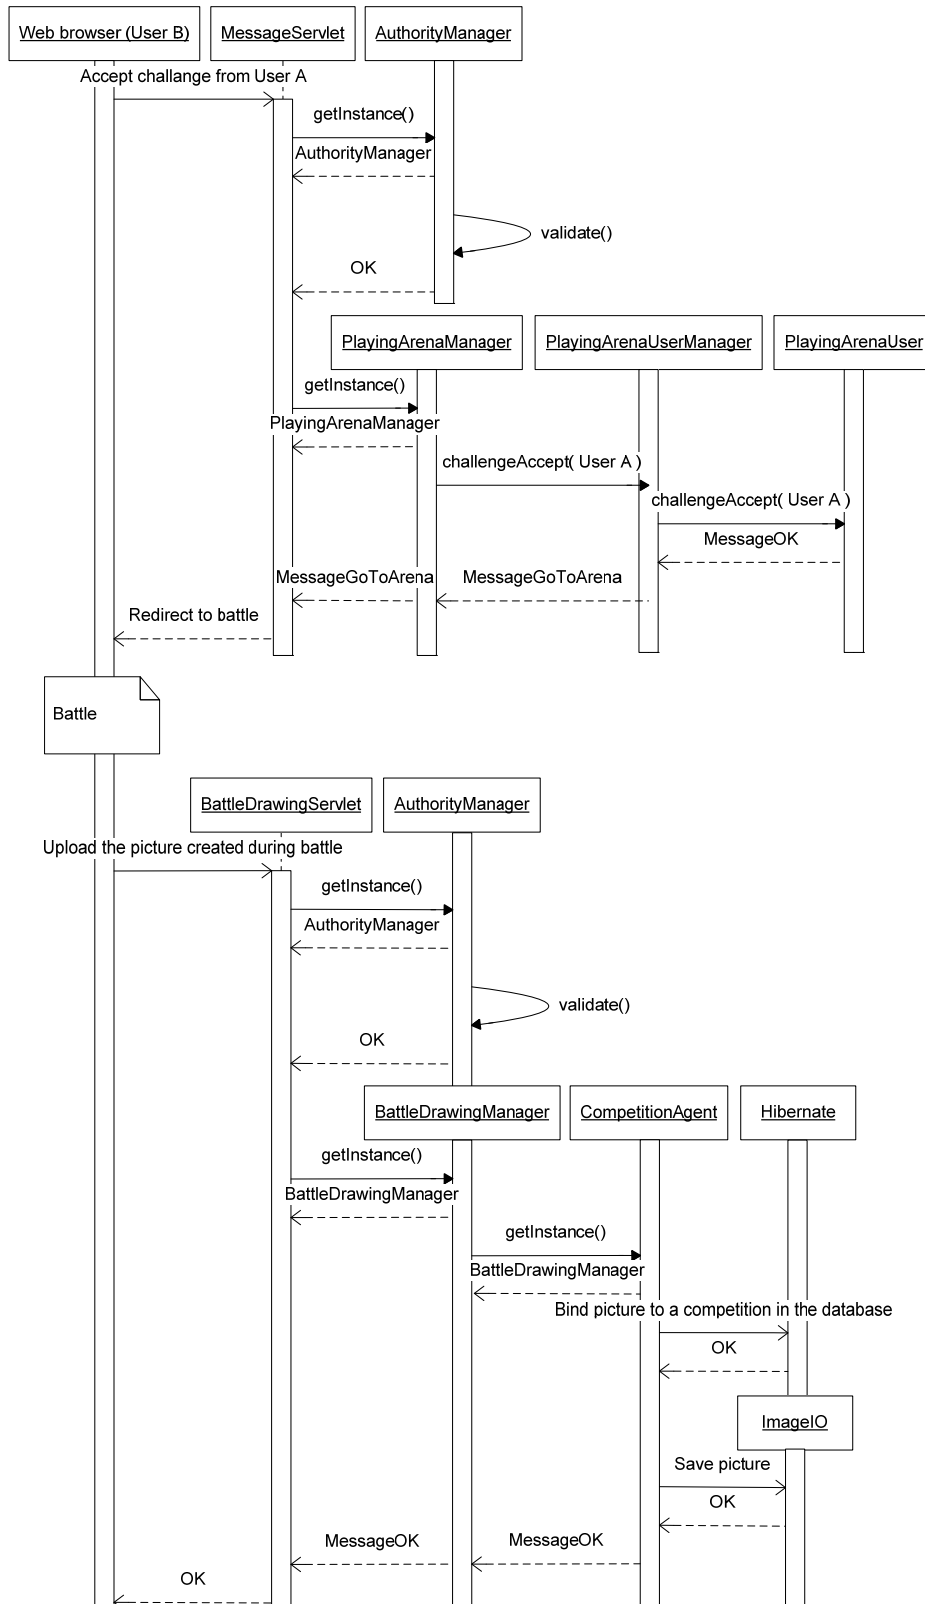 Web browser (User B)
MessageServlet
AuthorityManager
Accept challange from User A
getInstance()
AuthorityManager
validate()
OK
PlayingArenaManager
PlayingArenaUserManager
PlayingArenaUser
getInstance()
PlayingArenaManager
challengeAccept( User A )
challengeAccept( User A )
MessageOK
MessageGoToArena
MessageGoToArena
Redirect to battle
Battle
BattleDrawingServlet
AuthorityManager
Upload the picture created during battle
getInstance()
AuthorityManager
validate()
OK
BattleDrawingManager
CompetitionAgent
Hibernate
getInstance()
BattleDrawingManager
getInstance()
BattleDrawingManager
Bind picture to a competition in the database
OK
ImageIO
Save picture
OK
MessageOK
MessageOK
OK